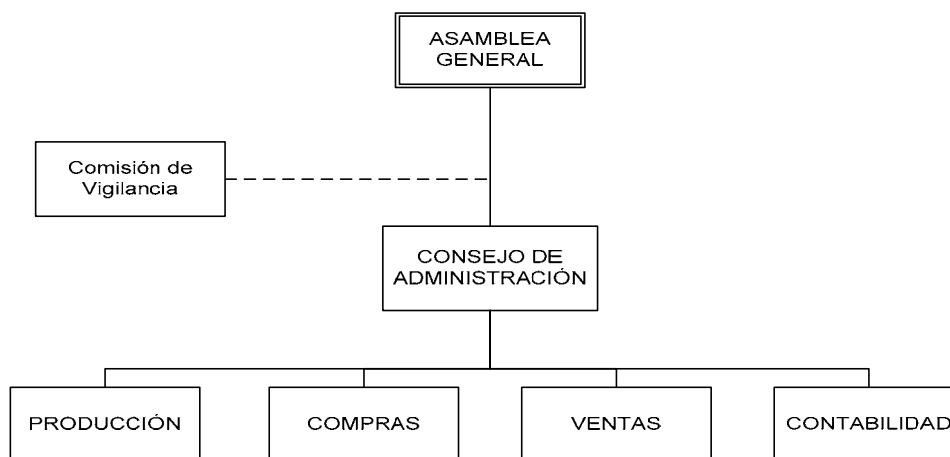 ASAMBLEA
GENERAL
Comisión de
Vigilancia
CONSEJO DE
ADMINISTRACIÓN
PRODUCCIÓN
COMPRAS
VENTAS
CONTABILIDAD